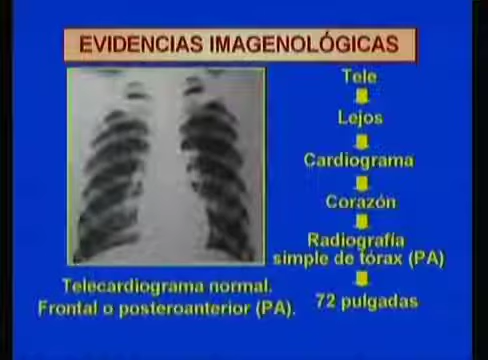 EVIDENCIAS IMAGENOLÓGICAS
Tele
Lejos
Cardiograma
Corazón
Radiografía
simple de tórax (PA)
72 pulgadas
Telecardiograma normal.
Frontal o posteroanterior (PA).